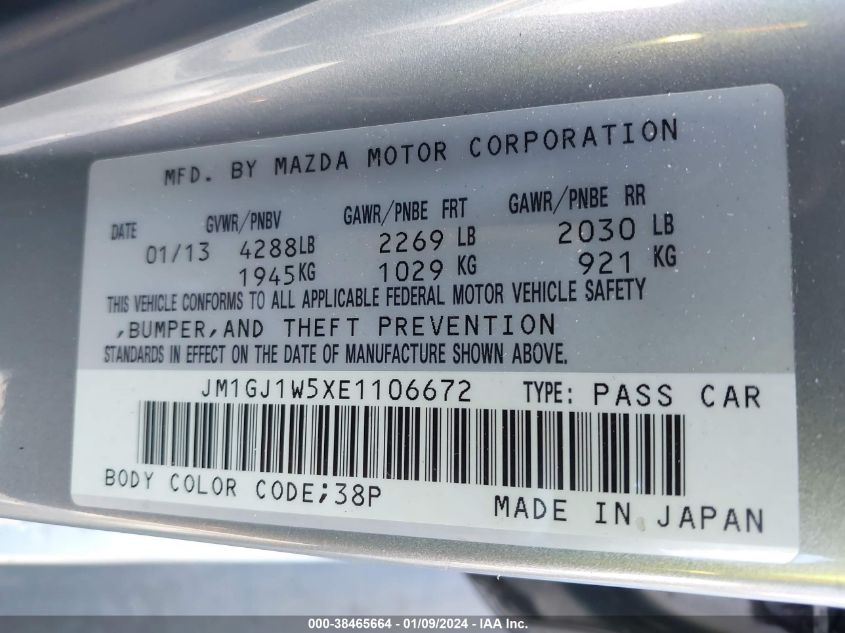 MFD. BY MAZDA MOTOR CORPORATION
DATE GVWR/PNBV GAWR/PNBE FRT GAWR/PNBE RR
01/13 4288LB 2269 LB 2030 LB
1945KG 1029 KG 921 KG
THIS VEHICLE CONFORMS TO ALL APPLICABLE FEDERAL MOTOR VEHICLE SAFETY
,BUMPER,AND THEFT PREVENTION
STANDARDS IN EFFECT ON THE DATE OF MANUFACTURE SHOWN ABOVE.
JM1GJ1W5XE1106672 TYPE: PASS CAR
BODY COLOR CODE;38P MADE IN JAPAN
000-38465664 - 01/09/2024 - IAA Inc.